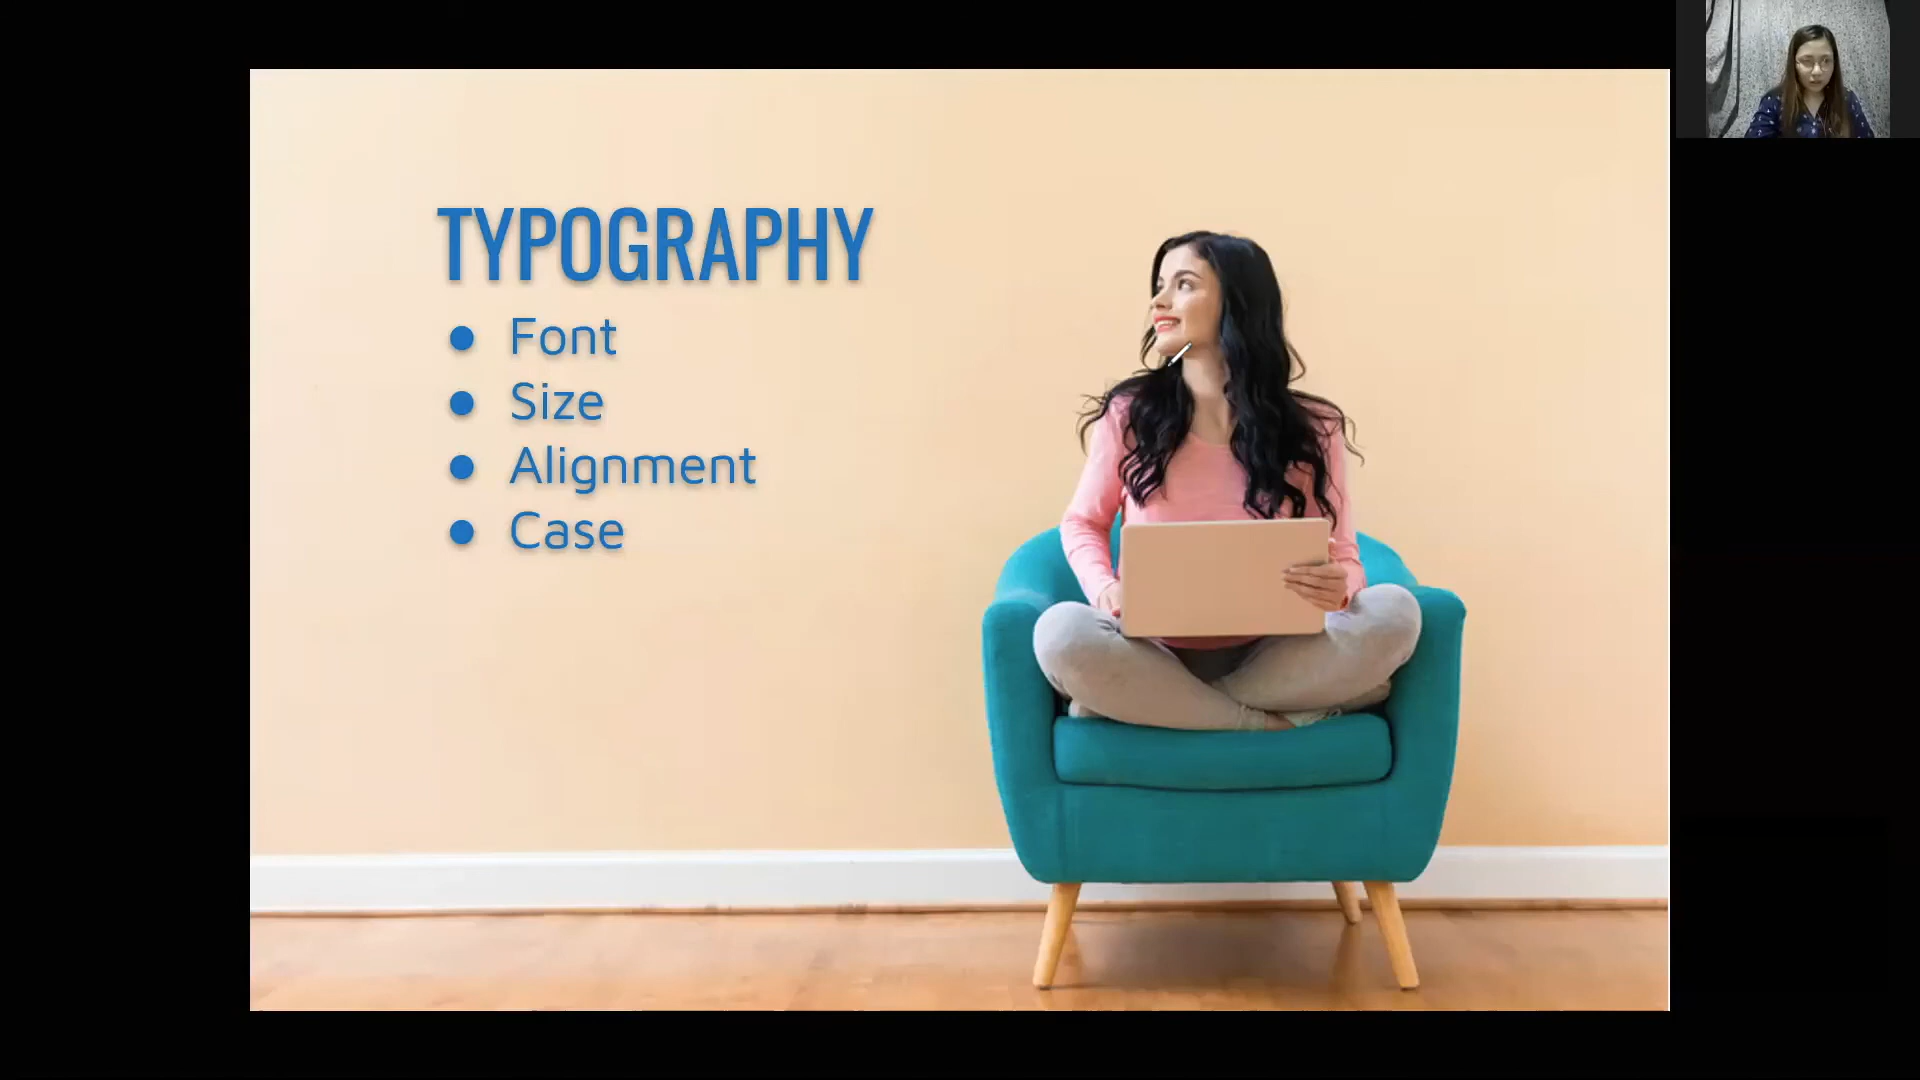 TYPOGRAPHY
● Font
● Size
● Alignment
● Case